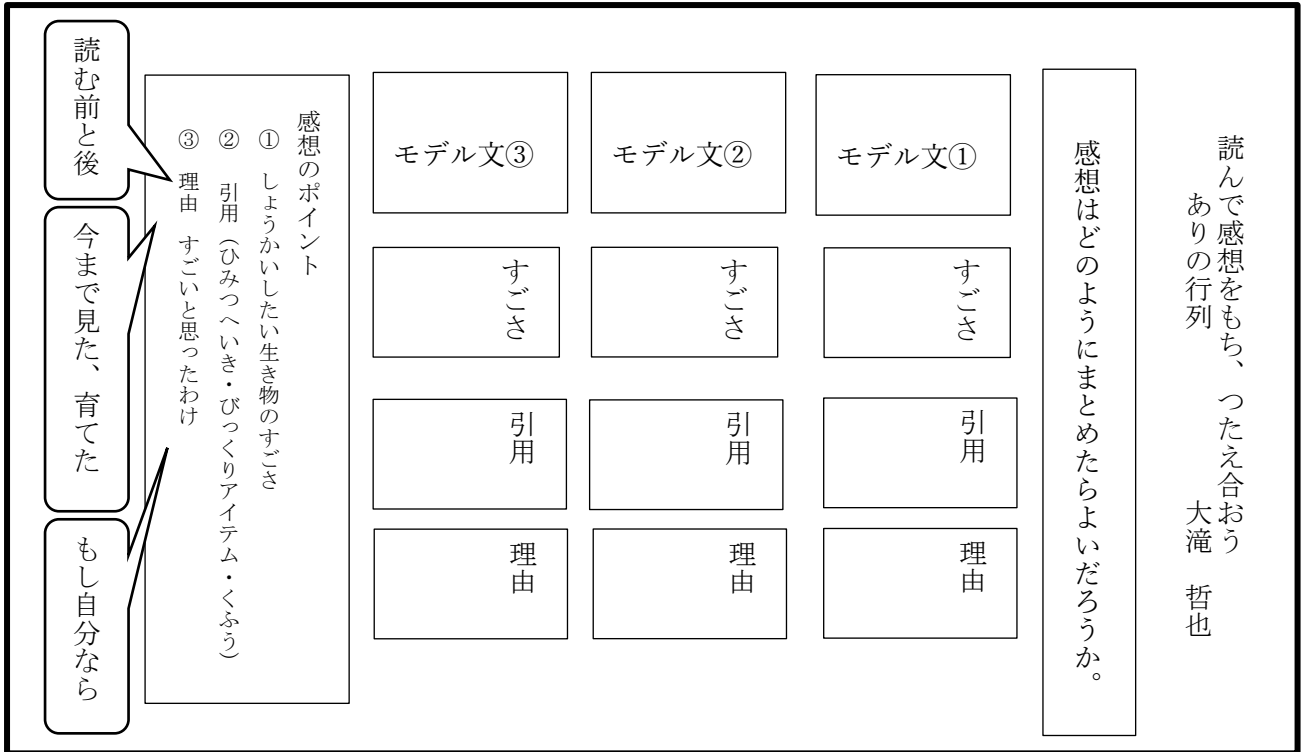 読んで感想をもち、つたえ合おう
ありの行列　　大滝　哲也
感想はどのようにまとめたらよいだろうか。
モデル文①
すごさ
引用
理由
モデル文②
すごさ
引用
理由
モデル文③
すごさ
引用
理由
感想のポイント
①　しょうかいしたい生き物のすごさ
②　引用（ひみつへいき・びっくりアイテム・くふう）
③　理由　すごいと思ったわけ
読む前と後
今まで見た、育てた
もし自分なら